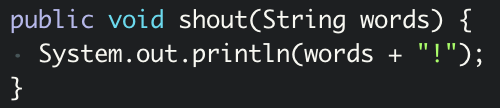 public void shout(String words) {
  System.out.println(words + "!");
}